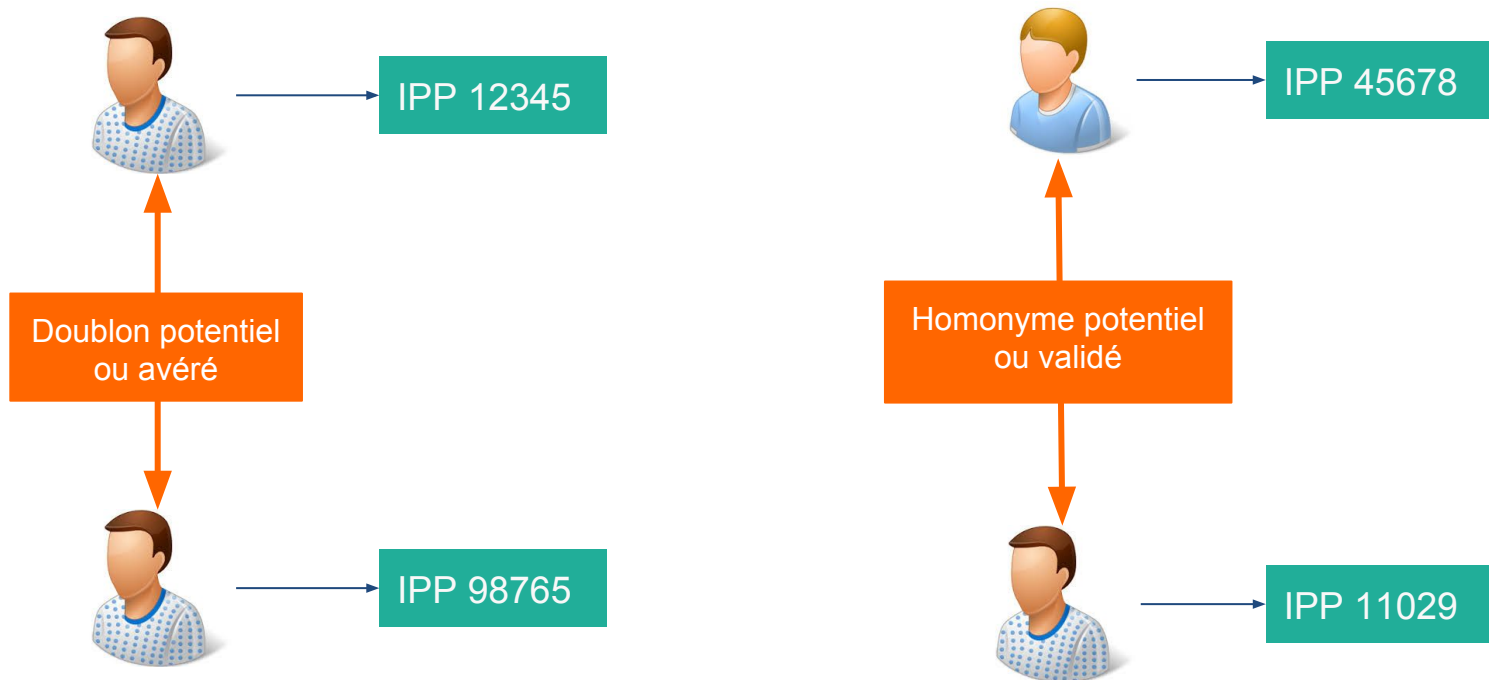 IPP 12345
Doublon potentiel
ou avéré
IPP 98765
IPP 45678
Homonyme potentiel
ou validé
IPP 11029